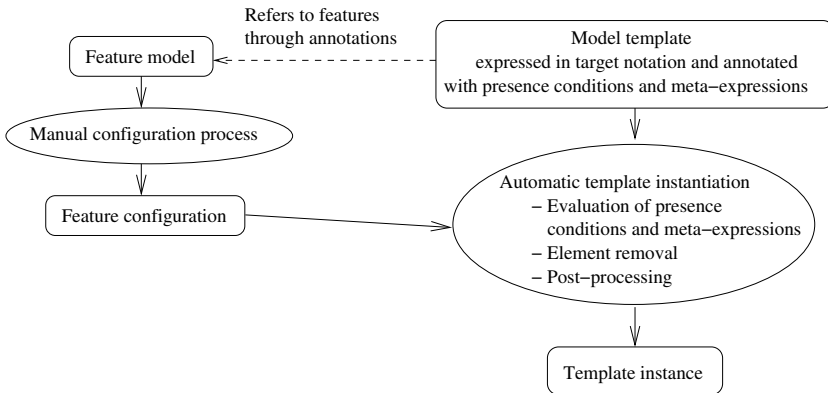 Refers to features
through annotations
Feature model
Model template
expressed in target notation and annotated
with presence conditions and meta−expressions
Manual configuration process
Feature configuration
Automatic template instantiation
− Evaluation of presence
conditions and meta−expressions
− Element removal
− Post−processing
Template instance